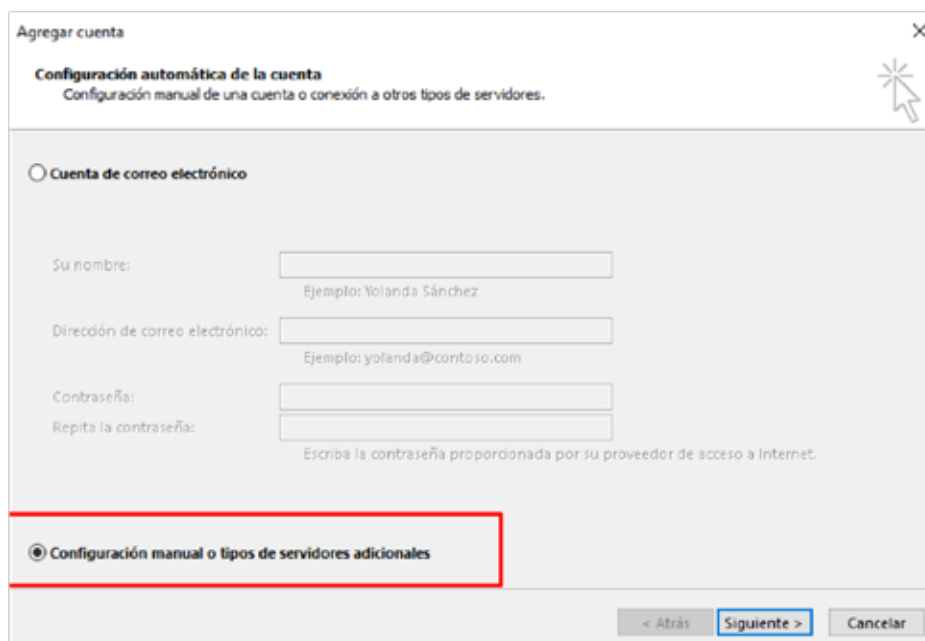 Agregar cuenta
Configuración automática de la cuenta
Configuración manual de una cuenta o conexión a otros tipos de servidores.
Cuenta de correo electrónico
Su nombre:
Ejemplo: Yolanda Sánchez
Dirección de correo electrónico:
Ejemplo: yolanda@contoso.com
Contraseña:
Repita la contraseña:
Escriba la contraseña proporcionada por su proveedor de acceso a Internet.
Configuración manual o tipos de servidores adicionales
< Atrás Siguiente > Cancelar